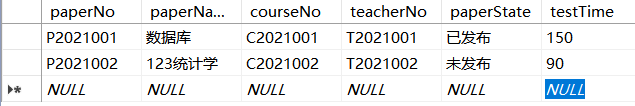 paperNo paperNa... courseNo teacherNo paperState testTime
P2021001 数据库 C2021001 T2021001 已发布 150
P2021002 123统计学 C2021002 T2021002 未发布 90
NULL NULL NULL NULL NULL NULL